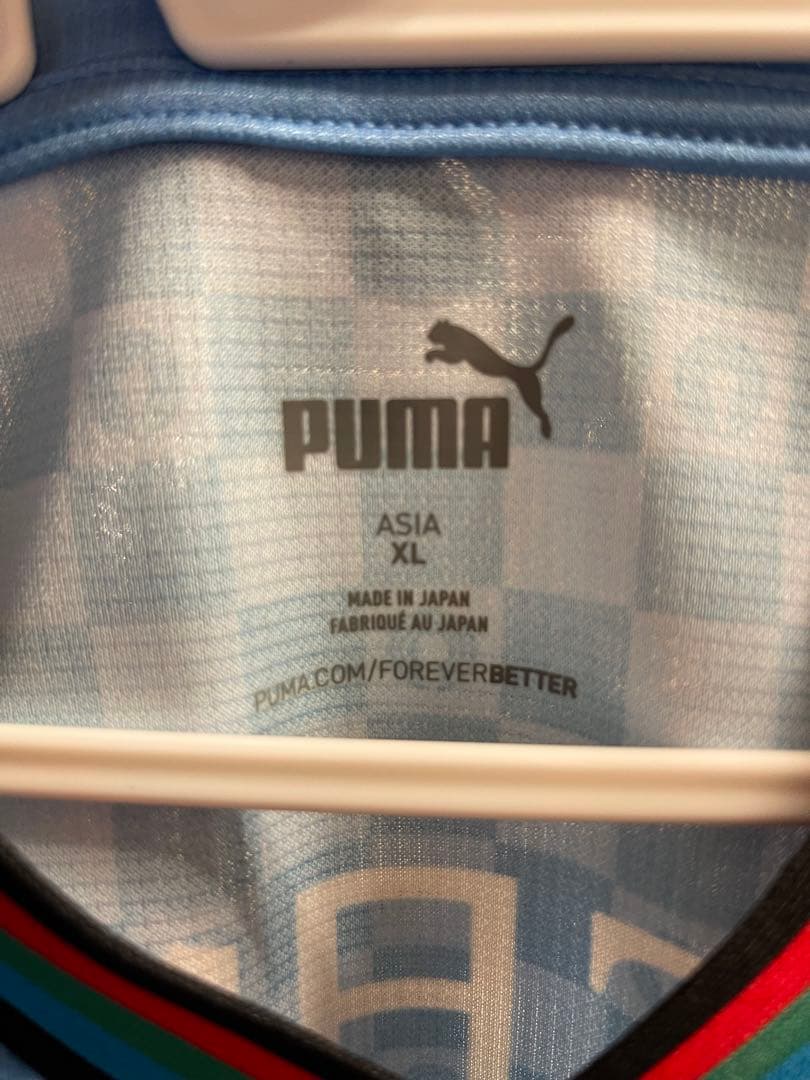 PUMA
ASIA
XL
MADE IN JAPAN
FABRIQUÉ AU JAPAN
PUMA.COM/FOREVERBETTER